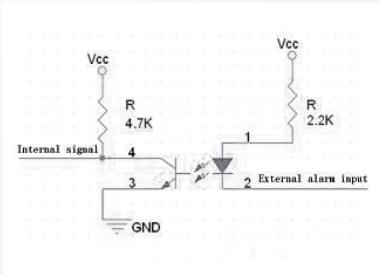 Vcc
Vcc
R
4.7K
R
2.2K
1
Internal signal
4
3
2
External alarm input
GND